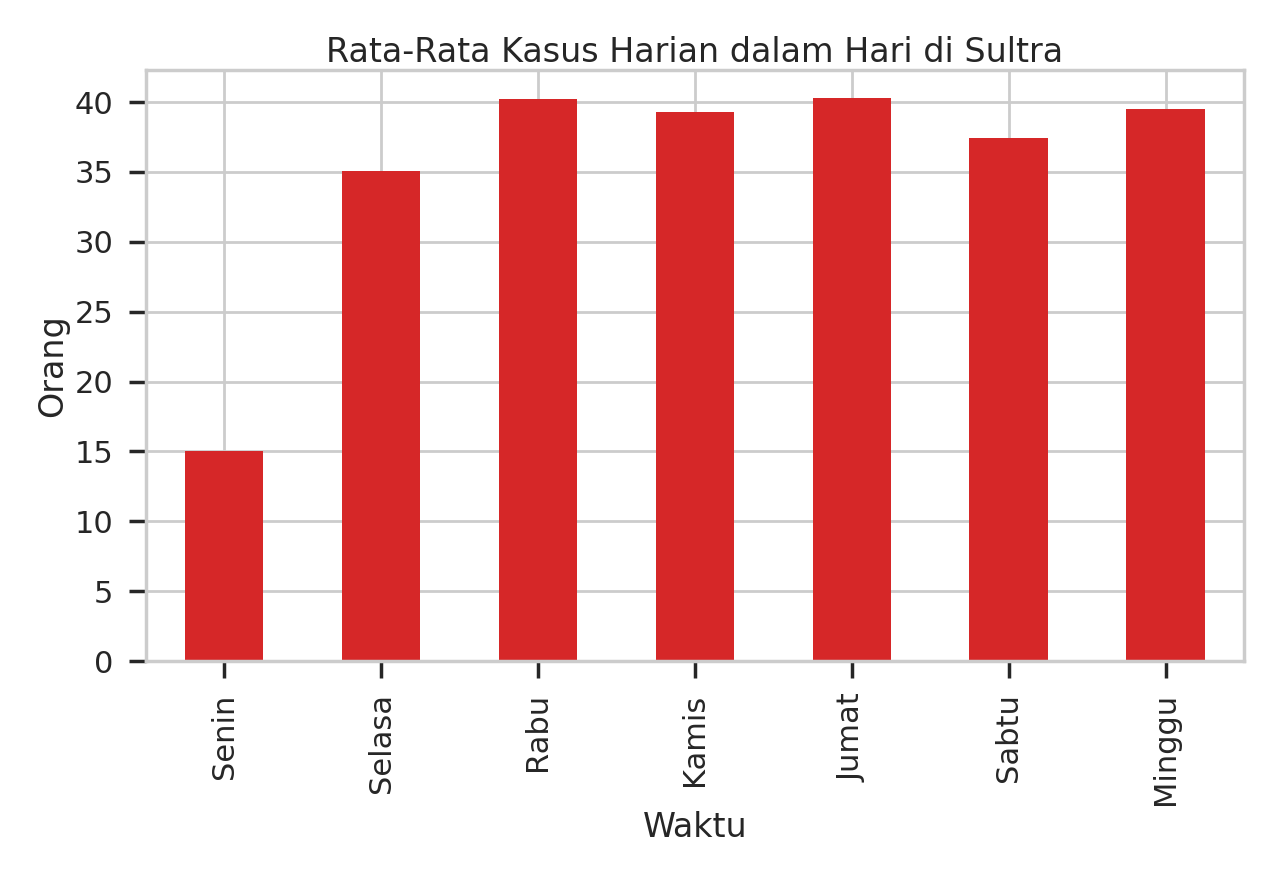 Rata-Rata Kasus Harian dalam Hari di Sultra
Orang
40
35
30
25
20
15
10
5
0
Senin
Selasa
Rabu
Kamis
Jumat
Sabtu
Minggu
Waktu